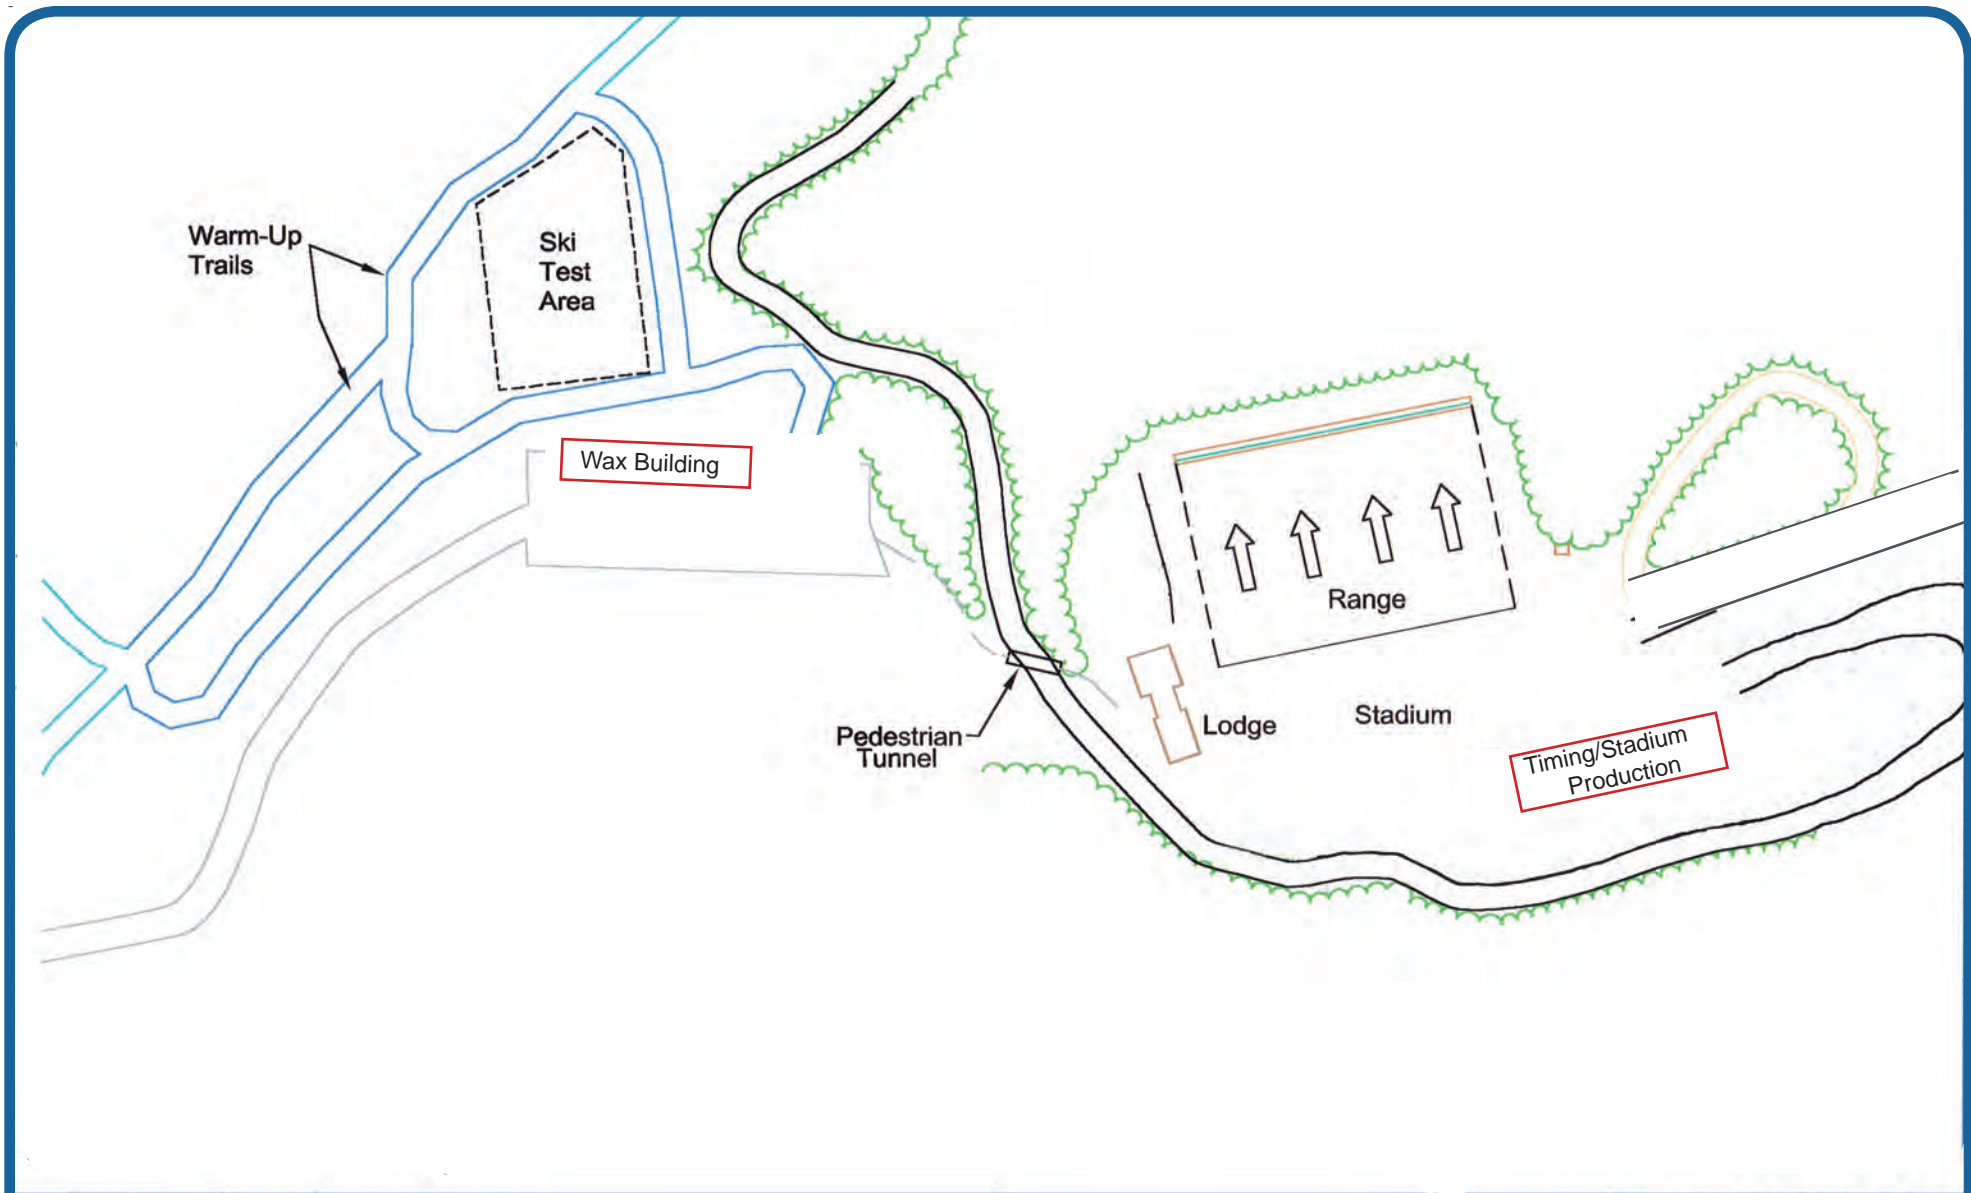 Warm-Up
Trails
Ski
Test
Area
Wax Building
Range
Pedestrian
Tunnel
Lodge
Stadium
Timing/Stadium
Production